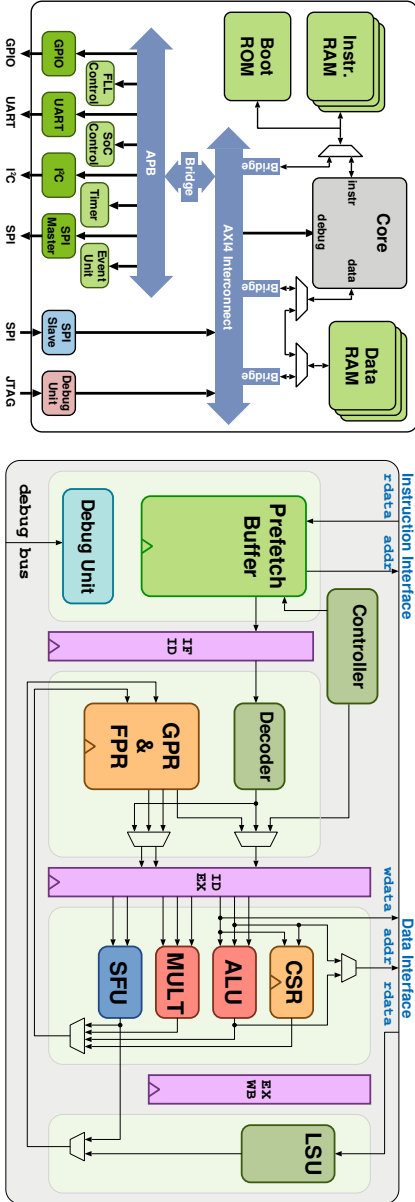 Instr.
RAM
Core
instr
data
debug
Data
RAM
Boot
ROM
Bridge
Bridge
Bridge
AXI4 Interconnect
Bridge
APB
FLL
Control
SoC
Control
Timer
Event
Unit
GPIO
UART
I²C
SPI
Master
SPI
Slave
Debug
Unit
GPIO
UART
I²C
SPI
SPI
JTAG
Instruction Interface
rdata
addr
Data Interface
wdata
addr
rdata
Controller
Prefetch
Buffer
Debug Unit
debug bus
IF
ID
Decoder
GPR
&
FPR
ID
EX
CSR
ALU
MULT
SFU
EX
WB
LSU